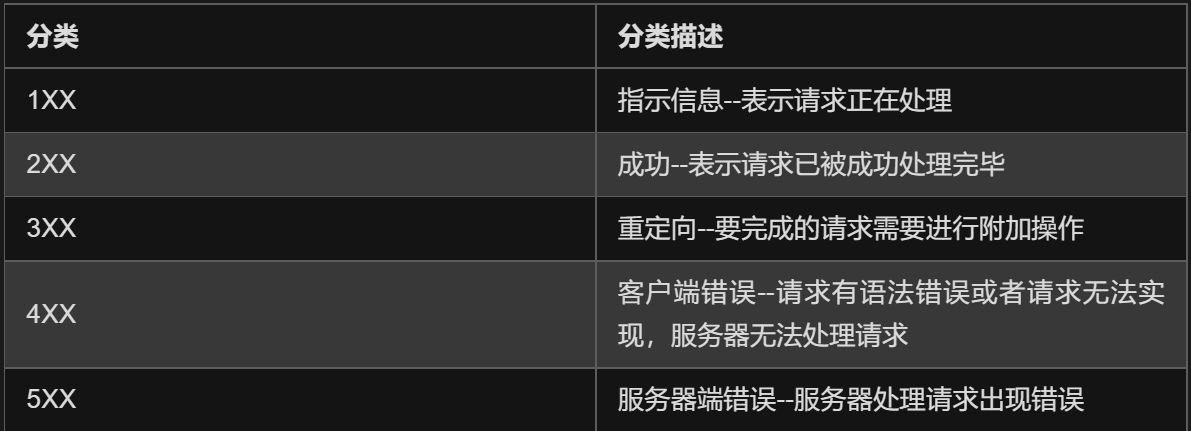 分类 分类描述
1XX 指示信息--表示请求正在处理
2XX 成功--表示请求已被成功处理完毕
3XX 重定向--要完成的请求需要进行附加操作
4XX 客户端错误--请求有语法错误或者请求无法实
现，服务器无法处理请求
5XX 服务器端错误--服务器处理请求出现错误